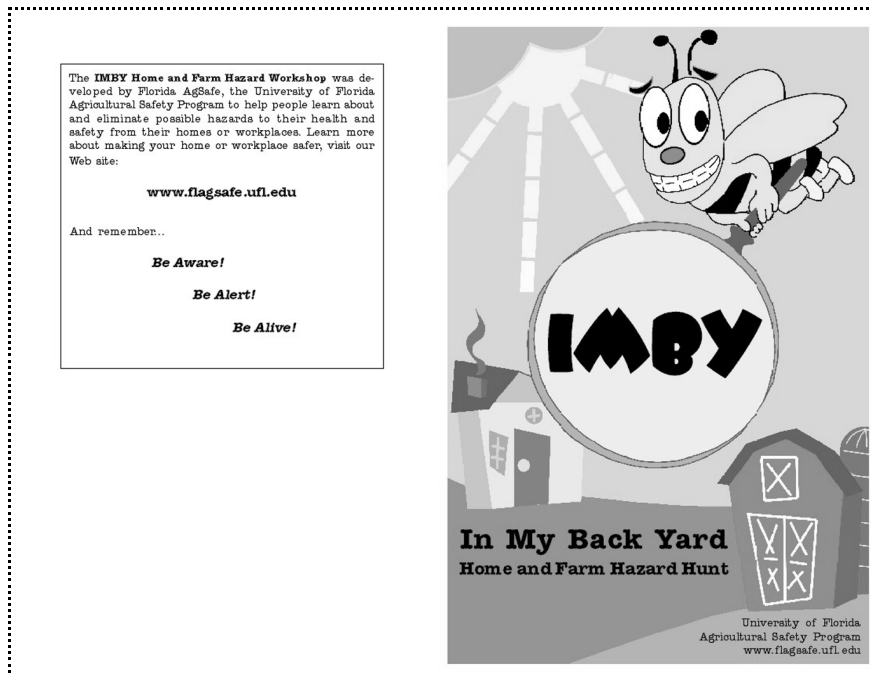 The IMBY Home and Farm Hazard Workshop was de-
veloped by Florida AgSafe, the University of Florida
Agricultural Safety Program to help people learn about
and eliminate possible hazards to their health and
safety from their homes or workplaces. Learn more
about making your home or workplace safer, visit our
Web site:
www.flagsafe.ufl.edu
And remember...
Be Aware!
Be Alert!
Be Alive!
IMBY
In My Back Yard
Home and Farm Hazard Hunt
University of Florida
Agricultural Safety Program
www.flagsafe.ufl.edu